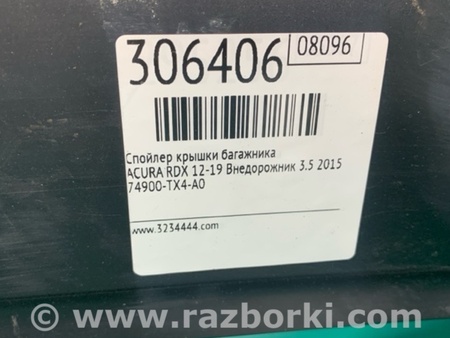 306406
08096
Спойлер крышки багажника
ACURA RDX 12-19 Внедорожник 3.5 2015
74900-TX4-A0
www.3234444.com
© www.razborki.com